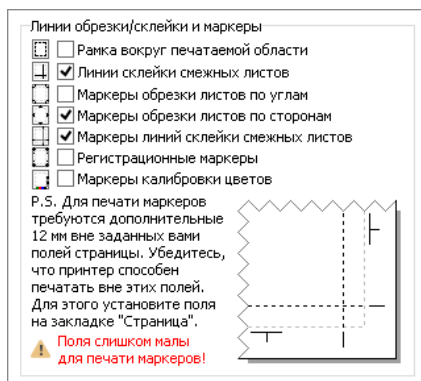 Линии обрезки/склейки и маркеры
Рамка вокруг печатаемой области
Линии склейки смежных листов
Маркеры обрезки листов по углам
Маркеры обрезки листов по сторонам
Маркеры линий склейки смежных листов
Регистрационные маркеры
Маркеры калибровки цветов
P.S. Для печати маркеров
требуются дополнительные
12 мм вне заданных вами
полей страницы. Убедитесь,
что принтер способен
печатать вне этих полей.
Для этого установите поля
на закладке "Страница".
Поля слишком малы
для печати маркеров!